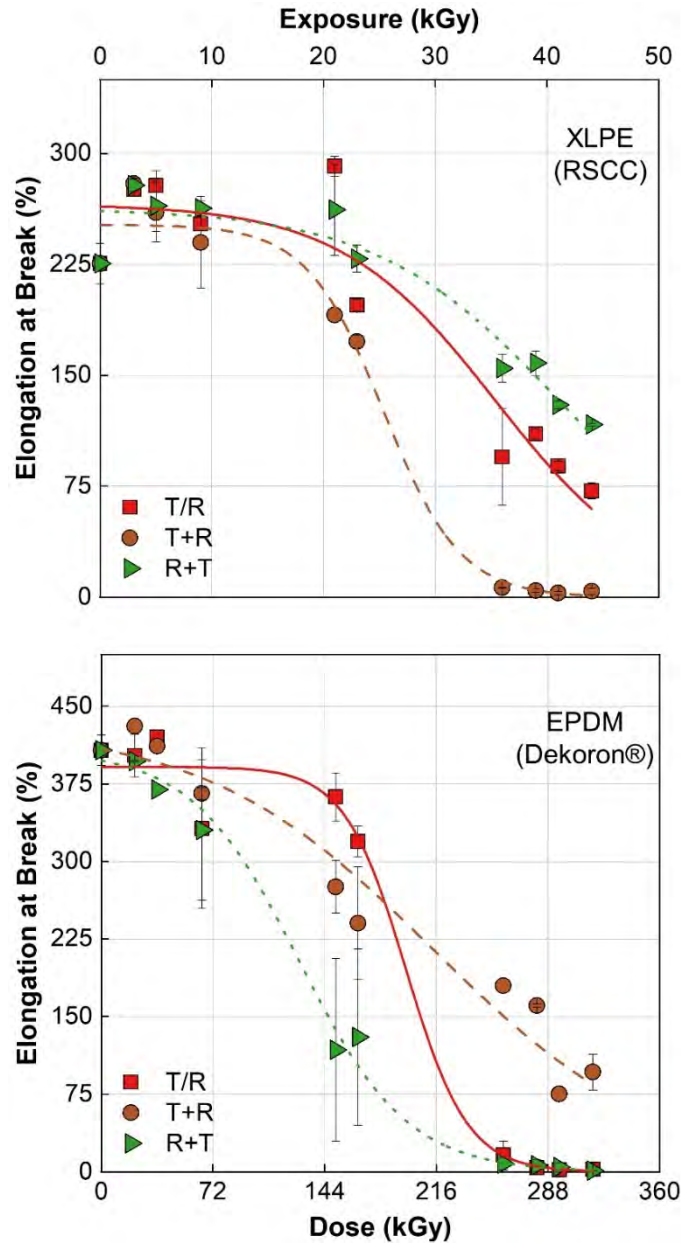 Exposure (kGy)
0 10 20 30 40 50
XLPE
(RSCC)
300
225
150
75
0
Elongation at Break (%)
T/R
T+R
R+T
EPDM
(Dekoron®)
450
375
300
225
150
75
0
Elongation at Break (%)
T/R
T+R
R+T
0 72 144 216 288 360
Dose (kGy)